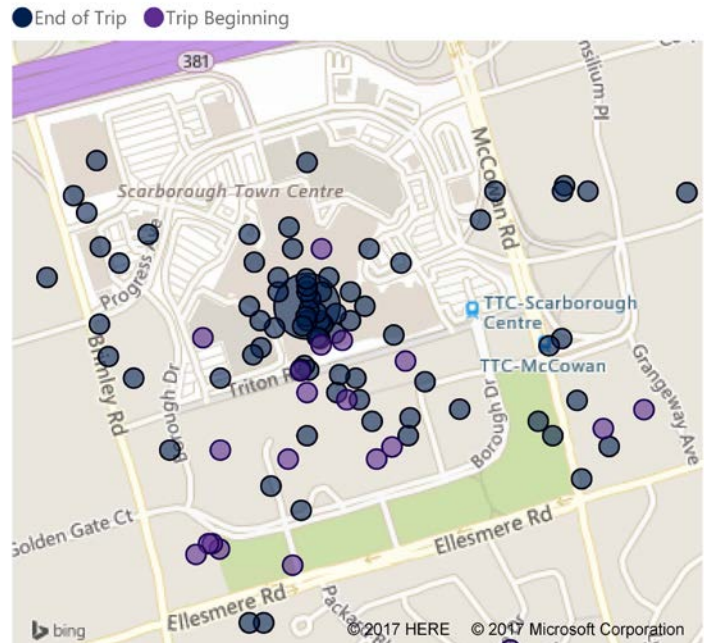 End of Trip Trip Beginning
381
Scarborough Town Centre
McCowan Rd
Progress
TTC-Scarborough
Centre
TTC-McCowan
Brimley Rd
Triton
Borough Dr
Borough Dr
Grangeway Ave
Golden Gate Ct
Ellesmere Rd
Ellesmere Rd
bing
© 2017 HERE © 2017 Microsoft Corporation